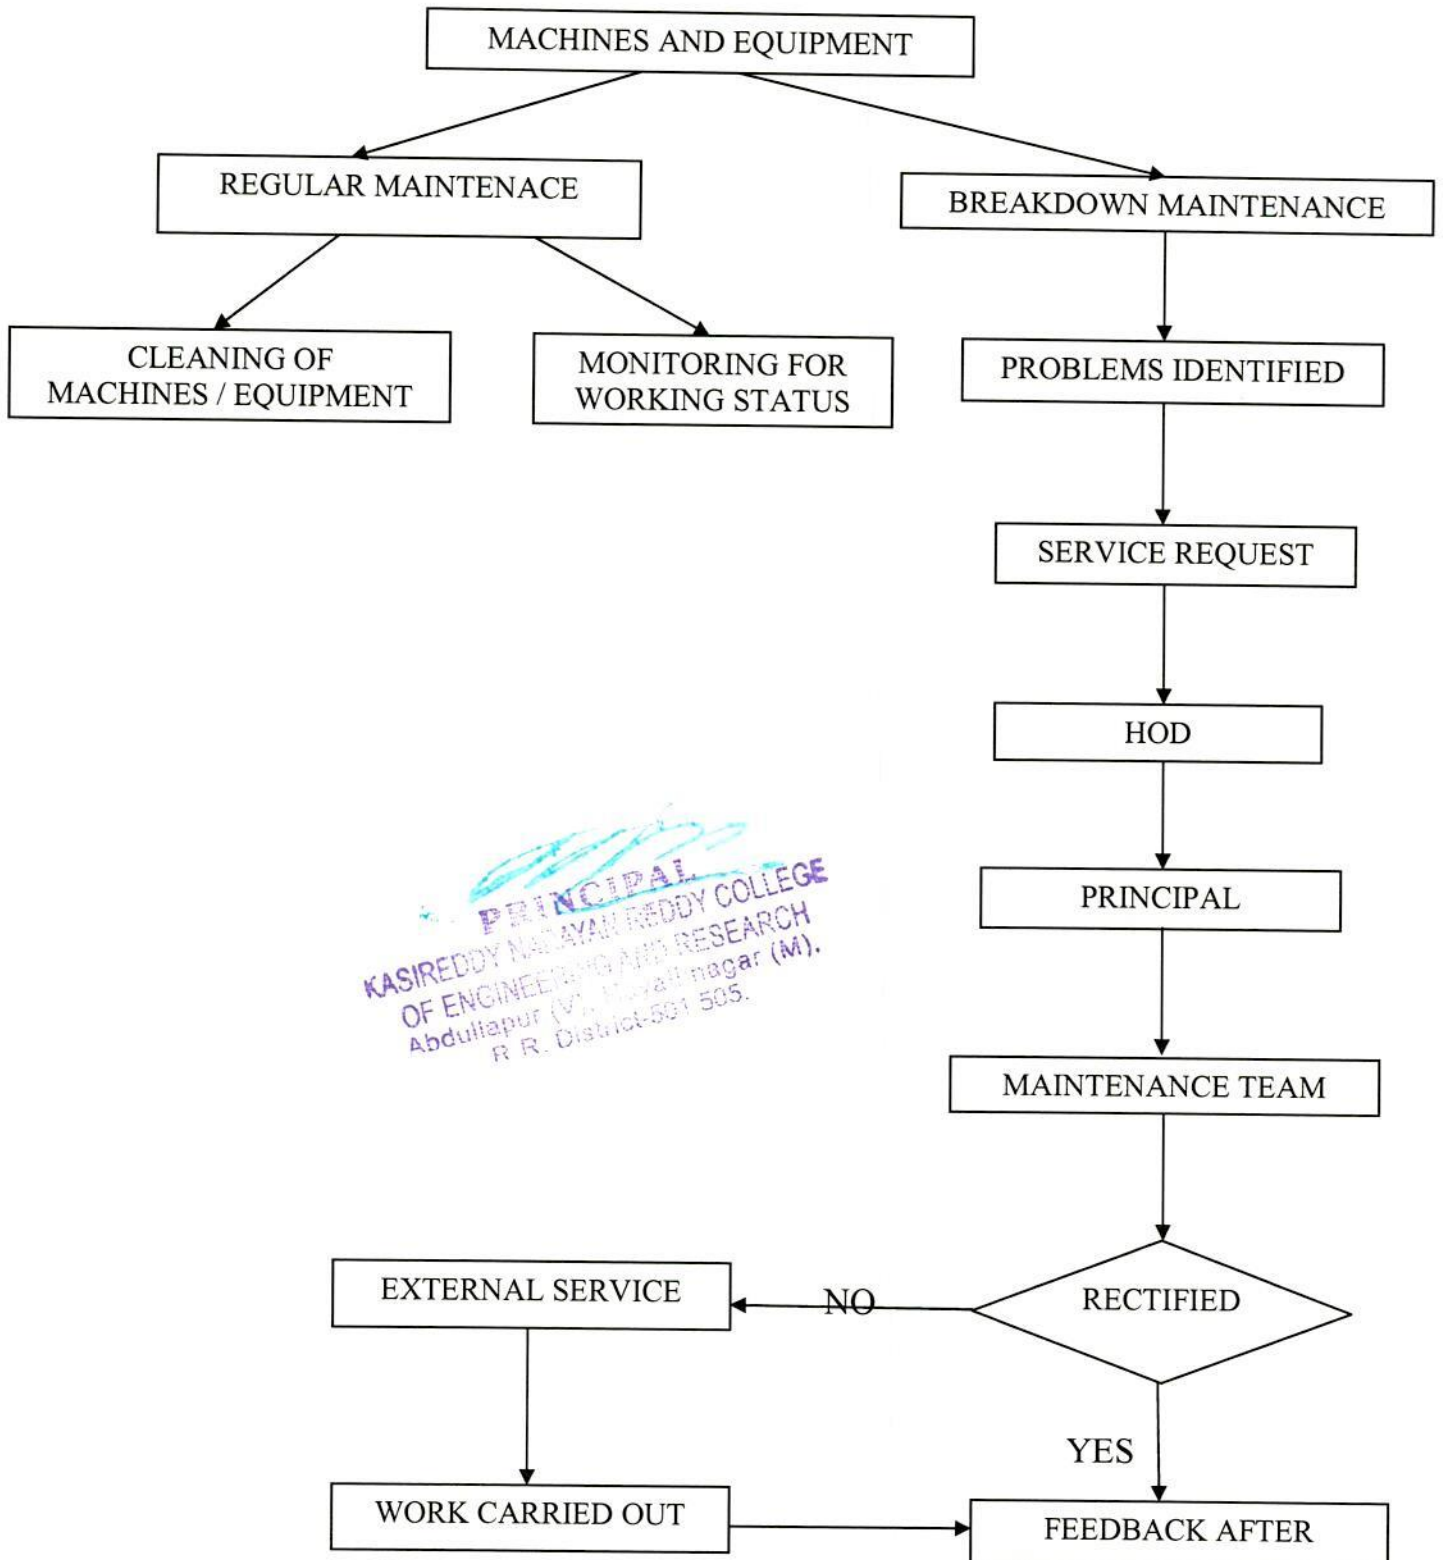 MACHINES AND EQUIPMENT
REGULAR MAINTENACE
BREAKDOWN MAINTENANCE
CLEANING OF
MACHINES / EQUIPMENT
MONITORING FOR
WORKING STATUS
PROBLEMS IDENTIFIED
SERVICE REQUEST
HOD
PRINCIPAL
PRINCIPAL
KASIREDDY NARAYAN REDDY COLLEGE
OF ENGINEERING AND RESEARCH
Abdullapur (V), nagar (M),
R R. District-501 505.
MAINTENANCE TEAM
RECTIFIED
NO
EXTERNAL SERVICE
YES
WORK CARRIED OUT
FEEDBACK AFTER